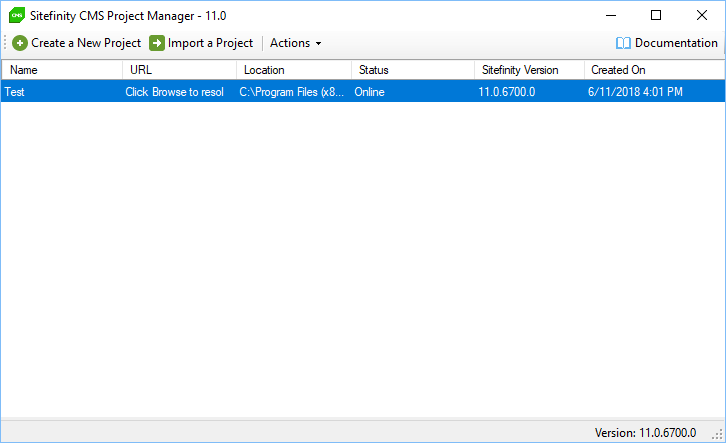 CMS Sitefinity CMS Project Manager - 11.0
Create a New Project Import a Project Actions Documentation
Name URL Location Status Sitefinity Version Created On
Test Click Browse to resol C:\Program Files (x8... Online 11.0.6700.0 6/11/2018 4:01 PM
Version: 11.0.6700.0